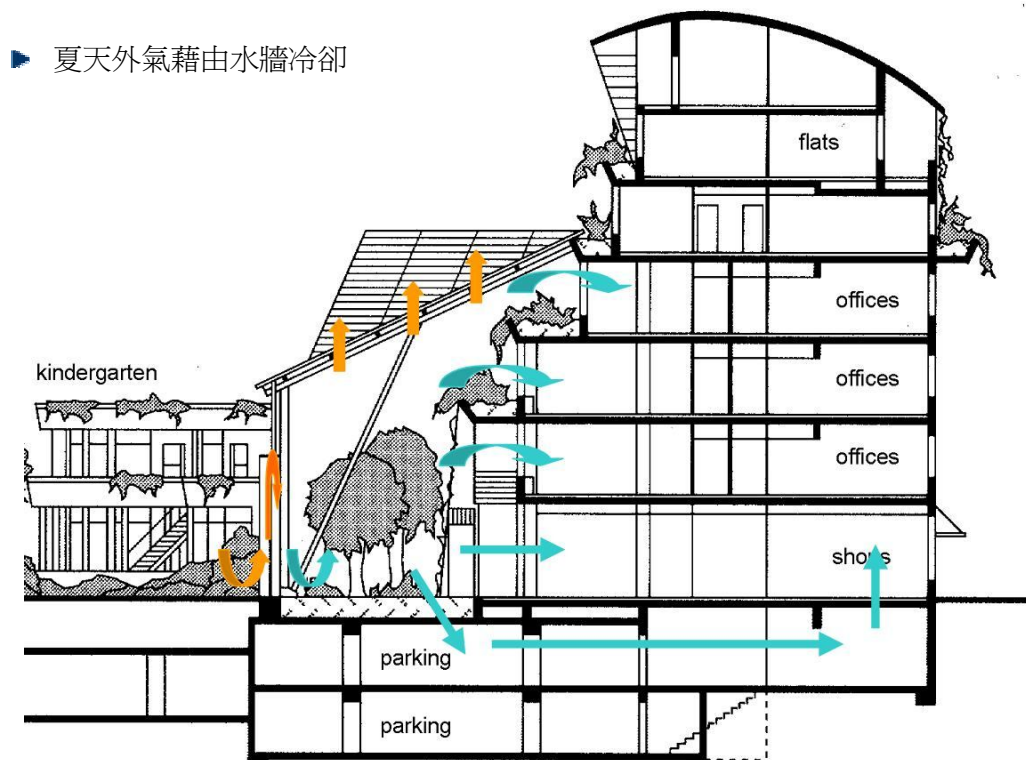 夏天外氣藉由水牆冷卻
flats
offices
kindergarten
offices
offices
shops
parking
parking